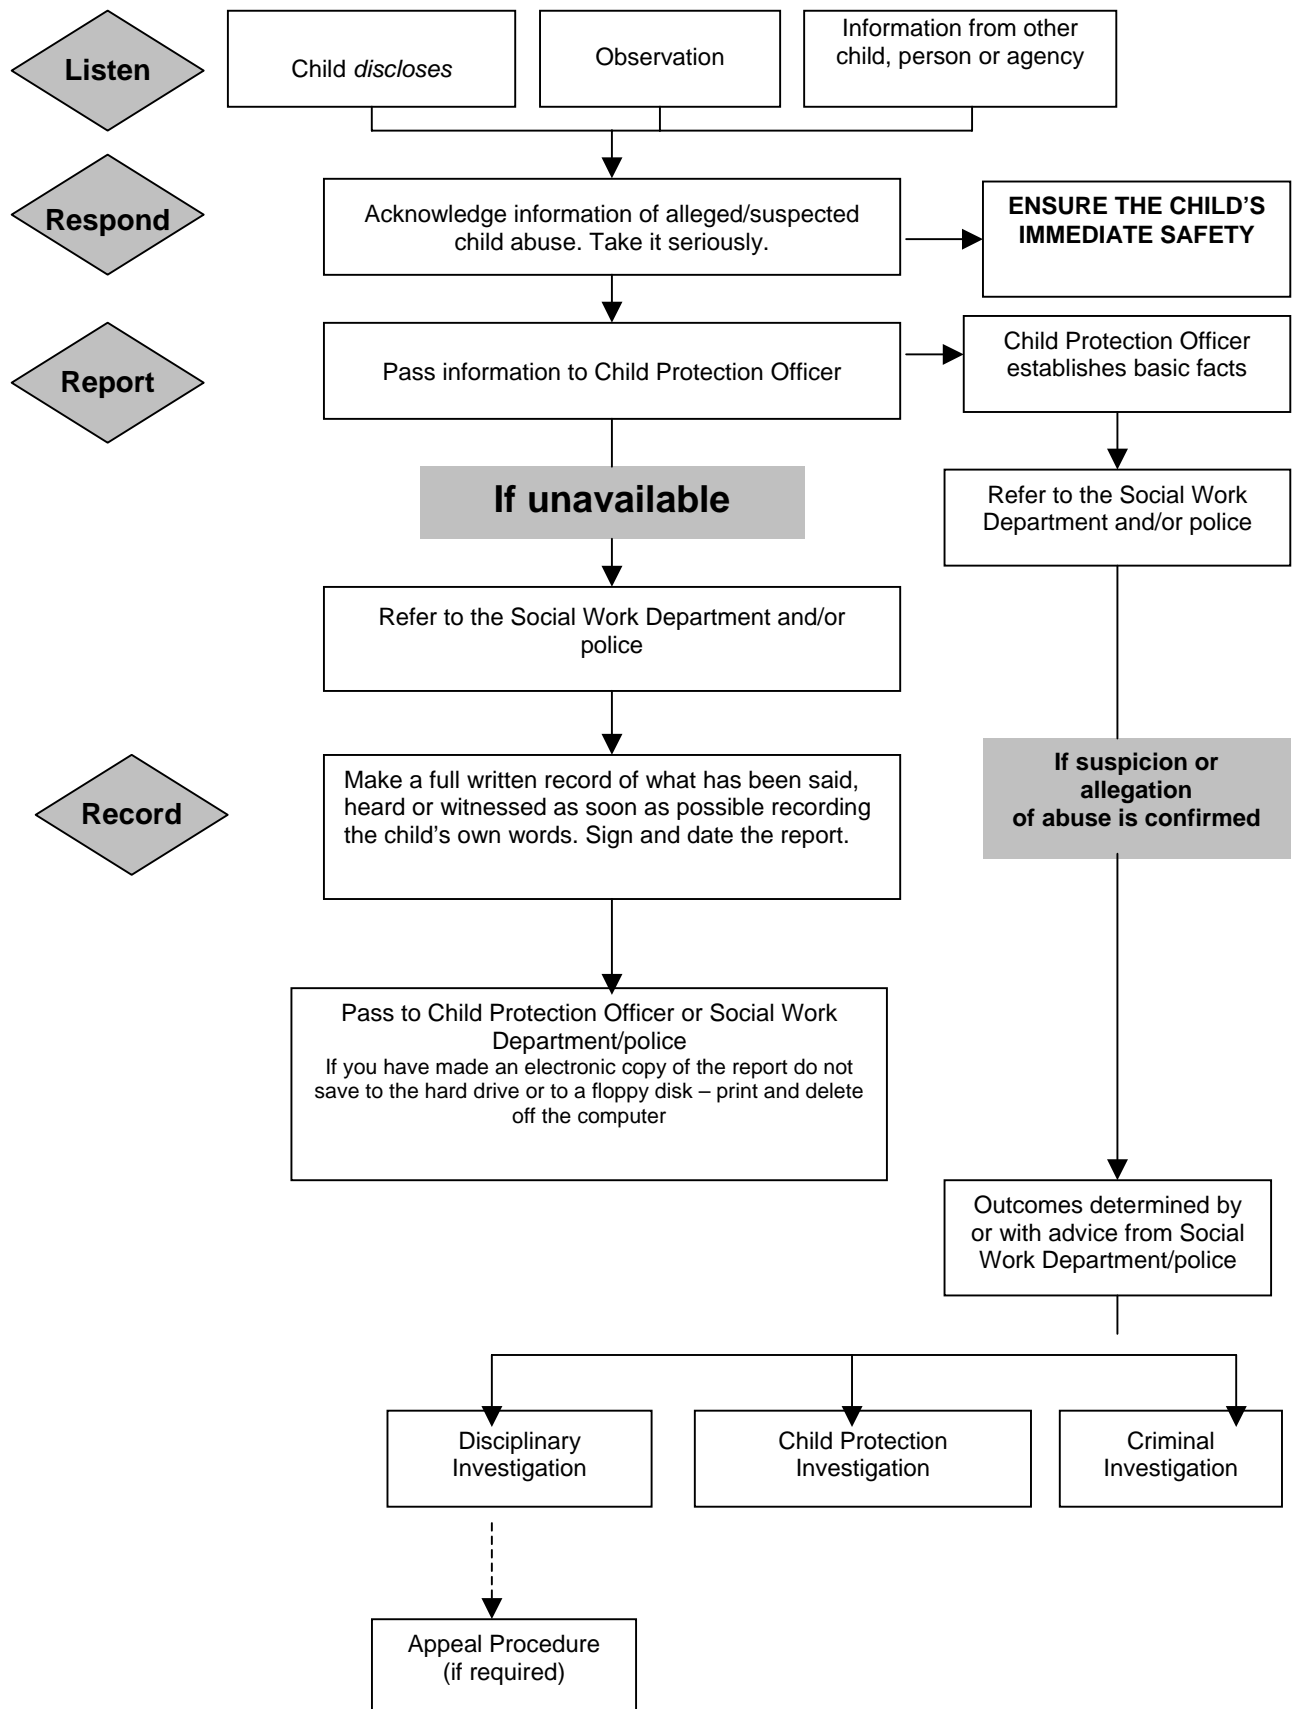 Listen
Child discloses
Observation
Information from other
child, person or agency
Respond
Acknowledge information of alleged/suspected
child abuse. Take it seriously.
ENSURE THE CHILD’S
IMMEDIATE SAFETY
Report
Pass information to Child Protection Officer
Child Protection Officer
establishes basic facts
If unavailable
Refer to the Social Work
Department and/or police
Refer to the Social Work Department and/or
police
Record
Make a full written record of what has been said,
heard or witnessed as soon as possible recording
the child’s own words. Sign and date the report.
If suspicion or
allegation
of abuse is confirmed
Pass to Child Protection Officer or Social Work
Department/police
If you have made an electronic copy of the report do not
save to the hard drive or to a floppy disk – print and delete
off the computer
Outcomes determined by
or with advice from Social
Work Department/police
Disciplinary
Investigation
Child Protection
Investigation
Criminal
Investigation
Appeal Procedure
(if required)